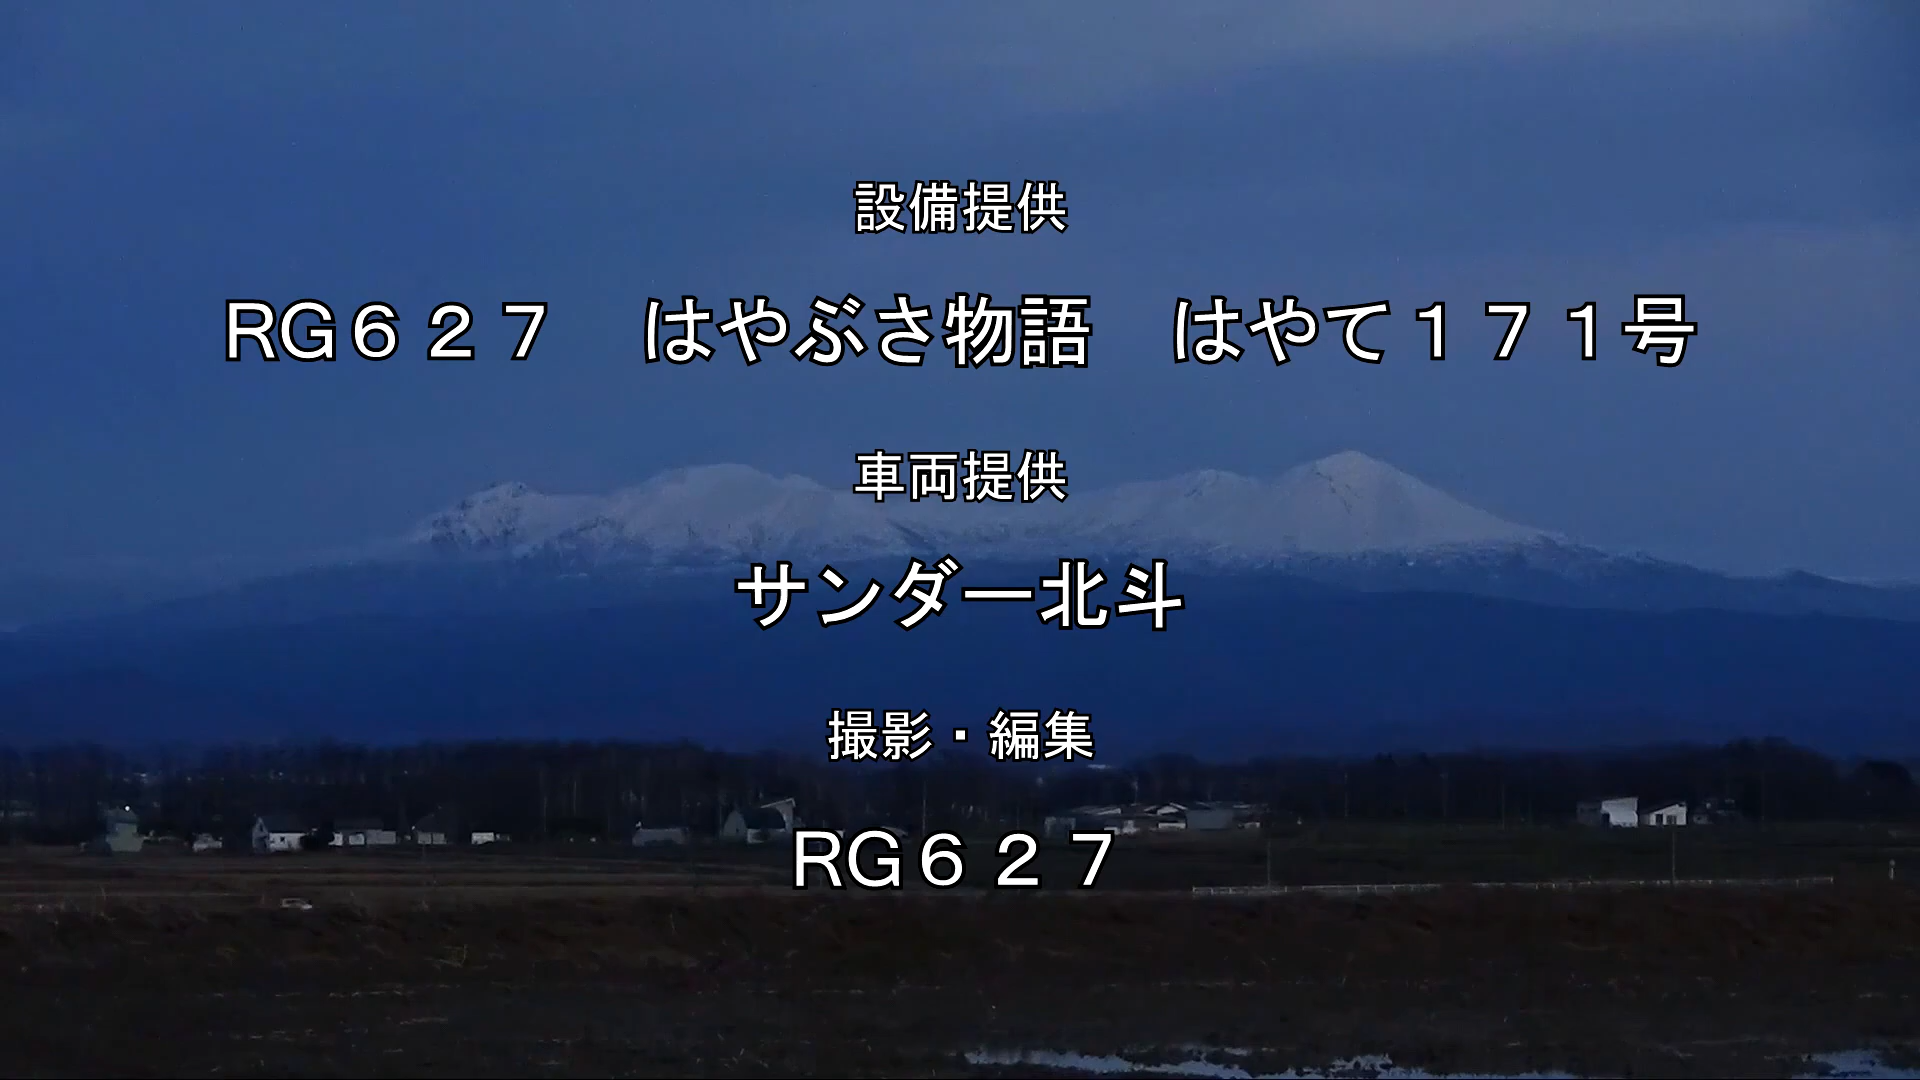 設備提供
RG６２７　はやぶさ物語　はやて１７１号
車両提供
サンダー北斗
撮影・編集
RG６２７